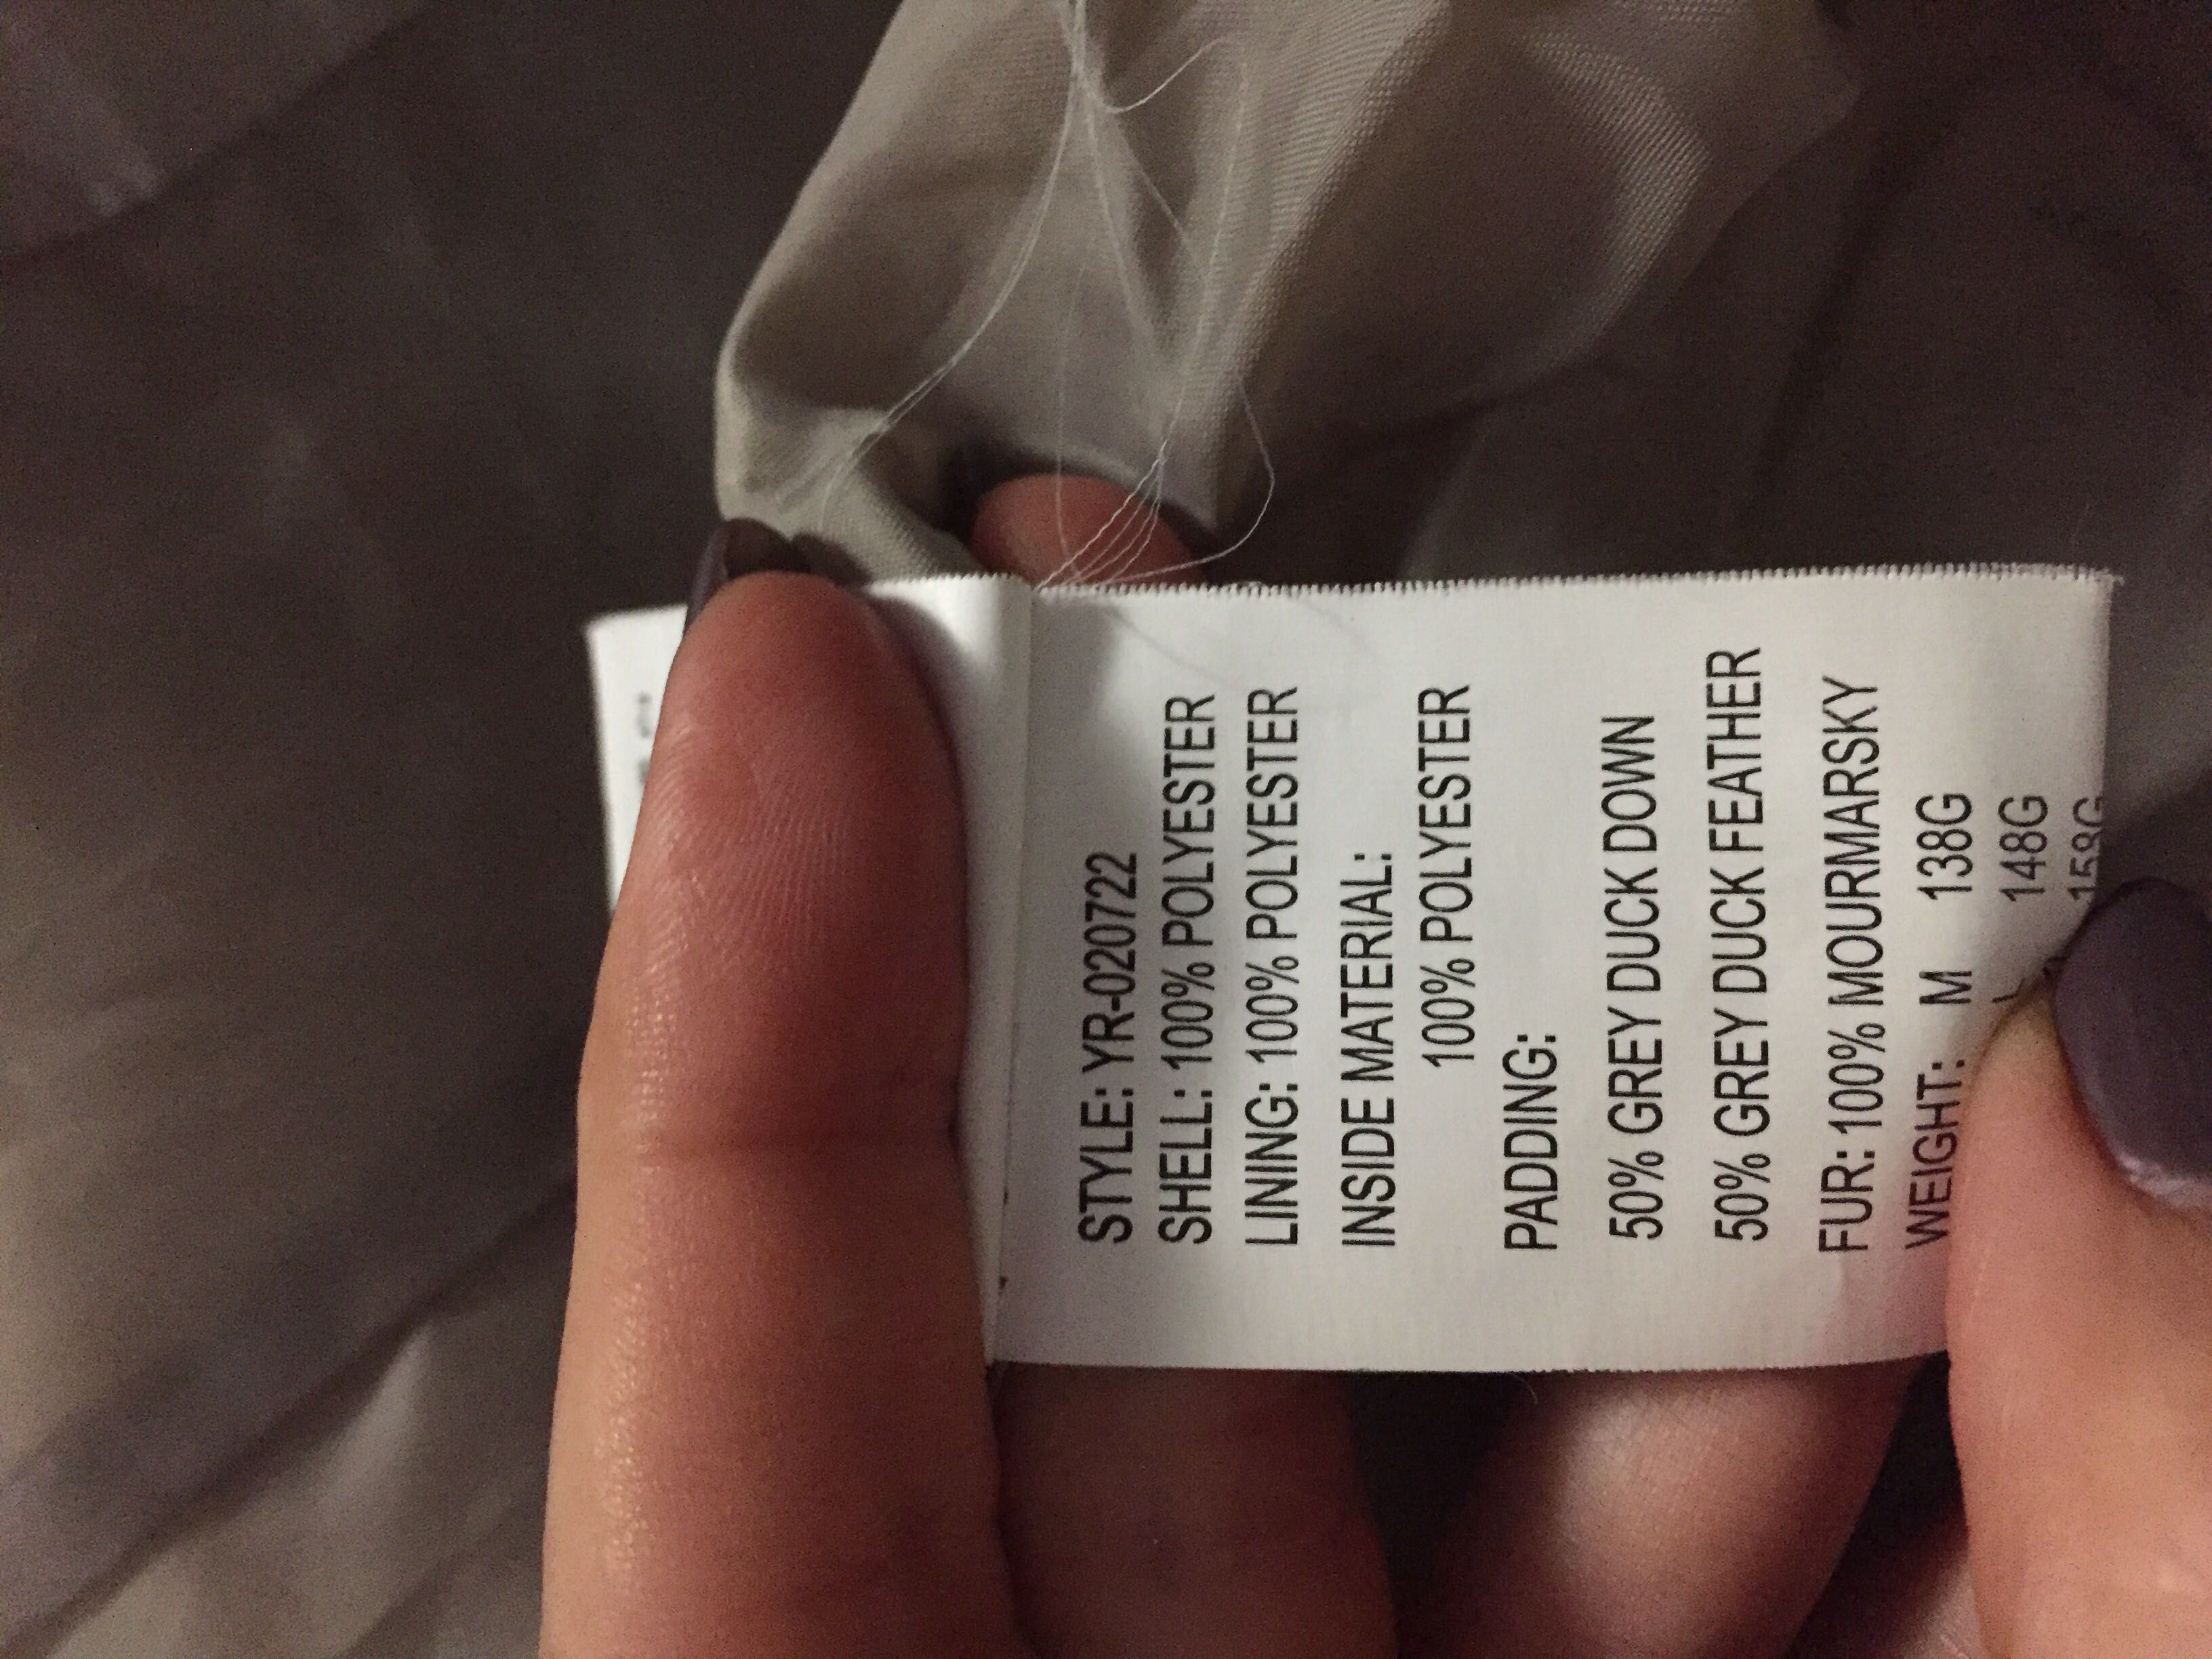 STYLE: YR-020722
SHELL: 100% POLYESTER
LINING: 100% POLYESTER
INSIDE MATERIAL:
100% POLYESTER
PADDING:
50% GREY DUCK DOWN
50% GREY DUCK FEATHER
FUR: 100% MOURMARSKY
WEIGHT: M 138G
L 148G
158G